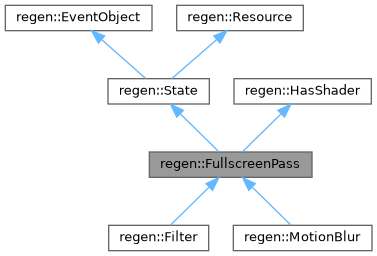 regen::EventObject
regen::Resource
regen::State
regen::HasShader
regen::FullscreenPass
regen::Filter
regen::MotionBlur